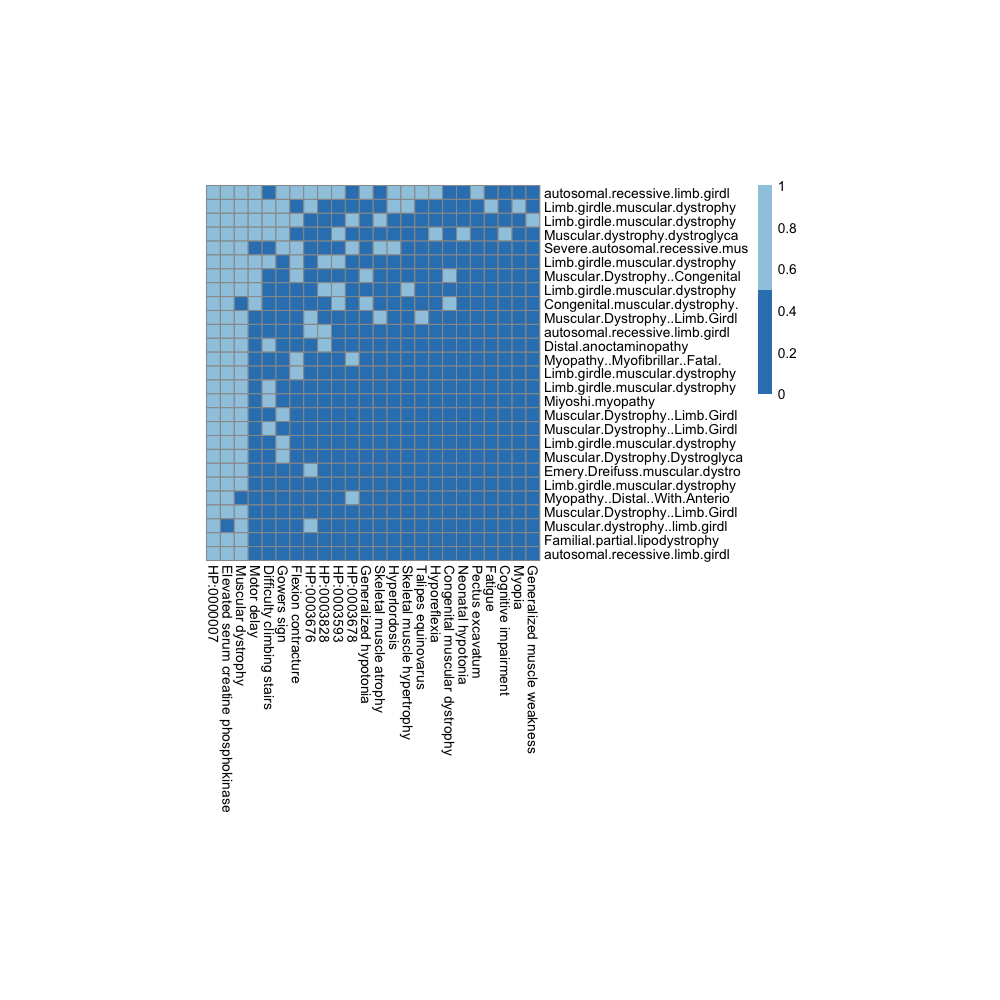 autosomal.recessive.limb.girdl
Limb.girdle.muscular.dystrophy
Limb.girdle.muscular.dystrophy
Muscular.dystrophy.dystroglyca
Severe.autosomal.recessive.mus
Limb.girdle.muscular.dystrophy
Muscular.Dystrophy..Congenital
Limb.girdle.muscular.dystrophy
Congenital.muscular.dystrophy.
Muscular.Dystrophy..Limb.Girdl
autosomal.recessive.limb.girdl
Distal.anoctaminopathy
Myopathy..Myofibrillar..Fatal.
Limb.girdle.muscular.dystrophy
Limb.girdle.muscular.dystrophy
Miyoshi.myopathy
Muscular.Dystrophy..Limb.Girdl
Muscular.Dystrophy..Limb.Girdl
Limb.girdle.muscular.dystrophy
Muscular.Dystrophy.Dystroglyca
Emery.Dreifuss.muscular.dystro
Limb.girdle.muscular.dystrophy
Myopathy..Distal..With.Anterio
Muscular.Dystrophy..Limb.Girdl
Muscular.dystrophy..limb.girdl
Familial.partial.lipodystrophy
autosomal.recessive.limb.girdl
1
0.8
0.6
0.4
0.2
0
HP:0000007
Elevated serum creatine phosphokinase
Muscular dystrophy
Motor delay
Difficulty climbing stairs
Gowers sign
Flexion contracture
HP:0003676
HP:0003828
HP:0003593
HP:0003678
Generalized hypotonia
Skeletal muscle atrophy
Hyperlordosis
Skeletal muscle hypertrophy
Talipes equinovarus
Hyporeflexia
Congenital muscular dystrophy
Neonatal hypotonia
Pectus excavatum
Fatigue
Cognitive impairment
Myopia
Generalized muscle weakness